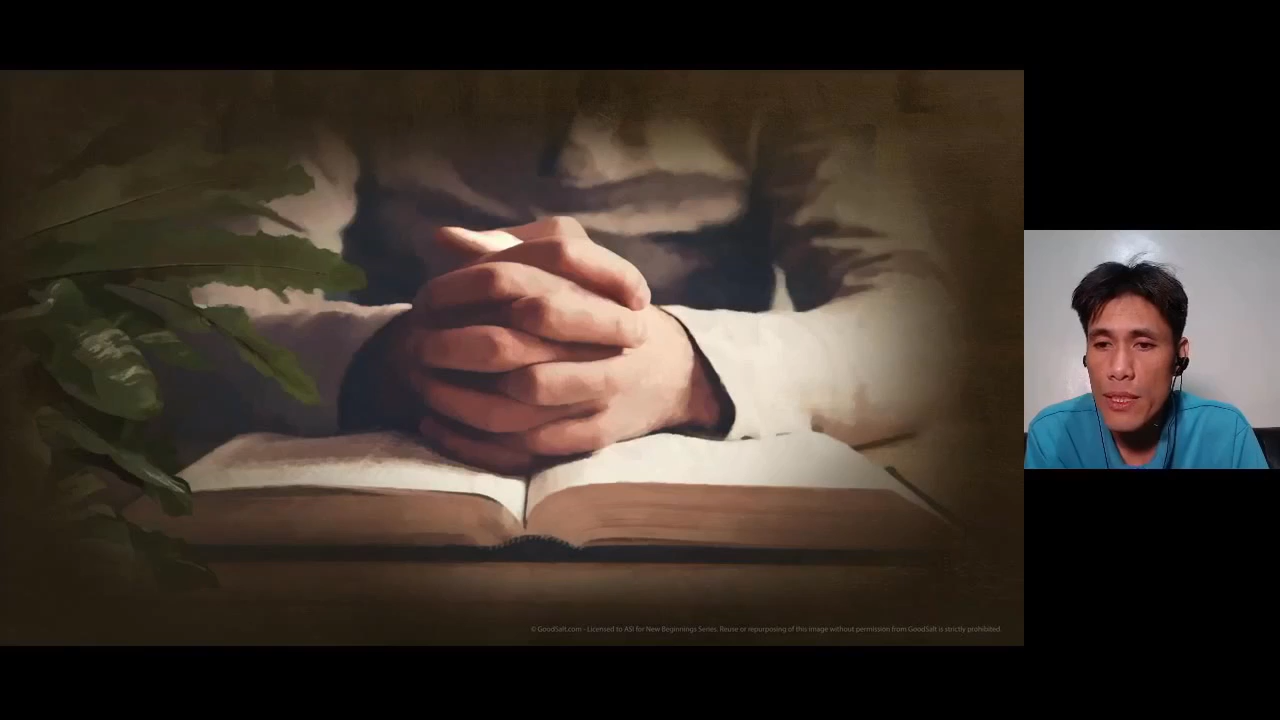 © GoodSalt.com - Licensed to ASI for New Beginnings Series. Reuse or repurposing of this image without permission from GoodSalt is strictly prohibited.